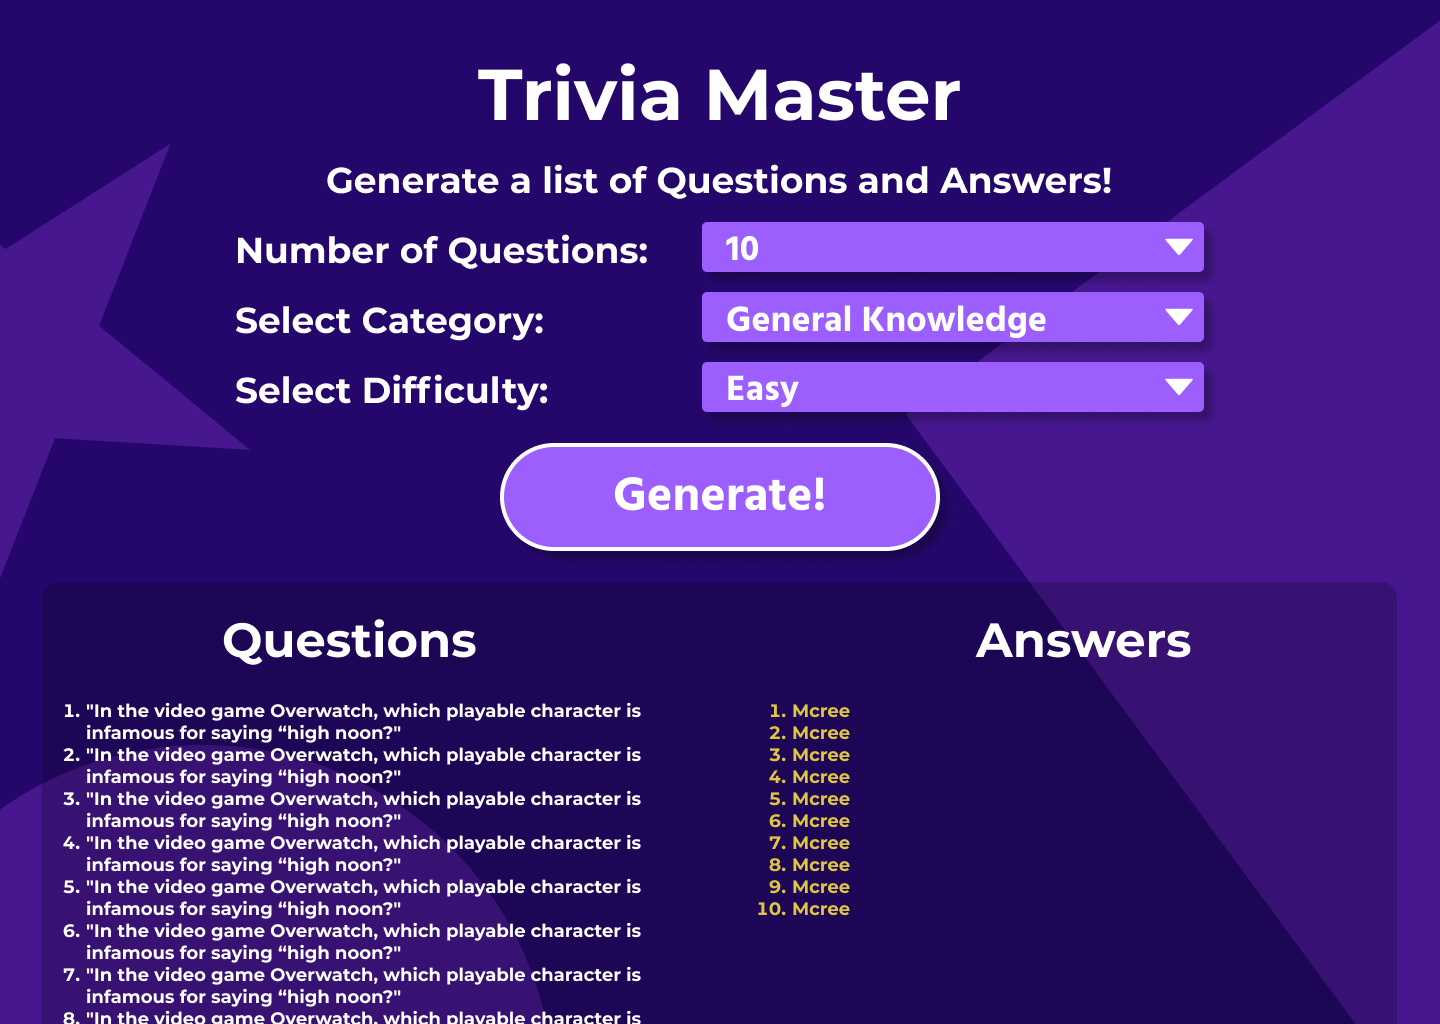 Trivia Master
Generate a list of Questions and Answers!
Number of Questions:
10
Select Category:
General Knowledge
Select Difficulty:
Easy
Generate!
Questions
1. "In the video game Overwatch, which playable character is
infamous for saying “high noon?"
2. "In the video game Overwatch, which playable character is
infamous for saying “high noon?"
3. "In the video game Overwatch, which playable character is
infamous for saying “high noon?"
4. "In the video game Overwatch, which playable character is
infamous for saying “high noon?"
5. "In the video game Overwatch, which playable character is
infamous for saying “high noon?"
6. "In the video game Overwatch, which playable character is
infamous for saying “high noon?"
7. "In the video game Overwatch, which playable character is
infamous for saying “high noon?"
8. "In the video game Overwatch, which playable character is
Answers
1. Mcree
2. Mcree
3. Mcree
4. Mcree
5. Mcree
6. Mcree
7. Mcree
8. Mcree
9. Mcree
10. Mcree